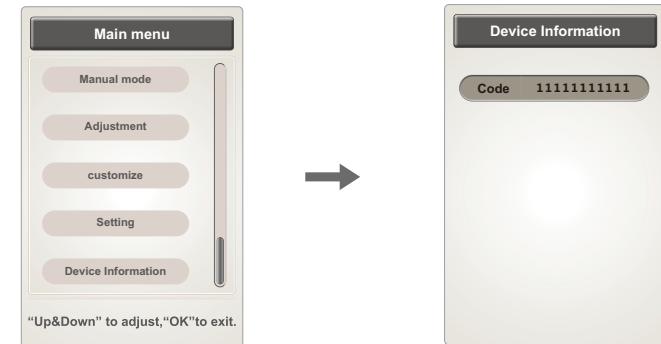 Main menu
Manual mode
Adjustment
customize
Setting
Device Information
“Up&Down” to adjust,“OK”to exit.
Device Information
Code 11111111111